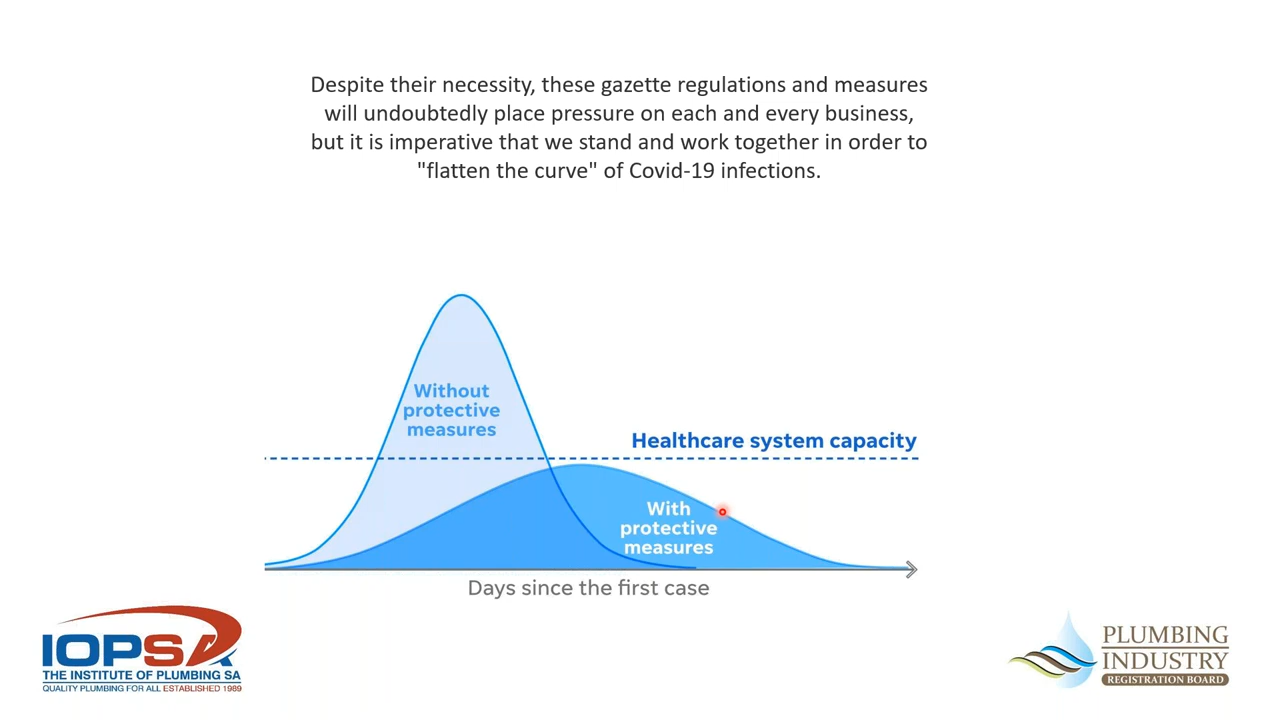 Despite their necessity, these gazette regulations and measures
will undoubtedly place pressure on each and every business,
but it is imperative that we stand and work together in order to
"flatten the curve" of Covid-19 infections.
Without
protective
measures
Healthcare system capacity
With
protective
measures
Days since the first case
IOPSA
THE INSTITUTE OF PLUMBING SA
QUALITY PLUMBING FOR ALL ESTABLISHED 1989
PLUMBING
INDUSTRY
REGISTRATION BOARD